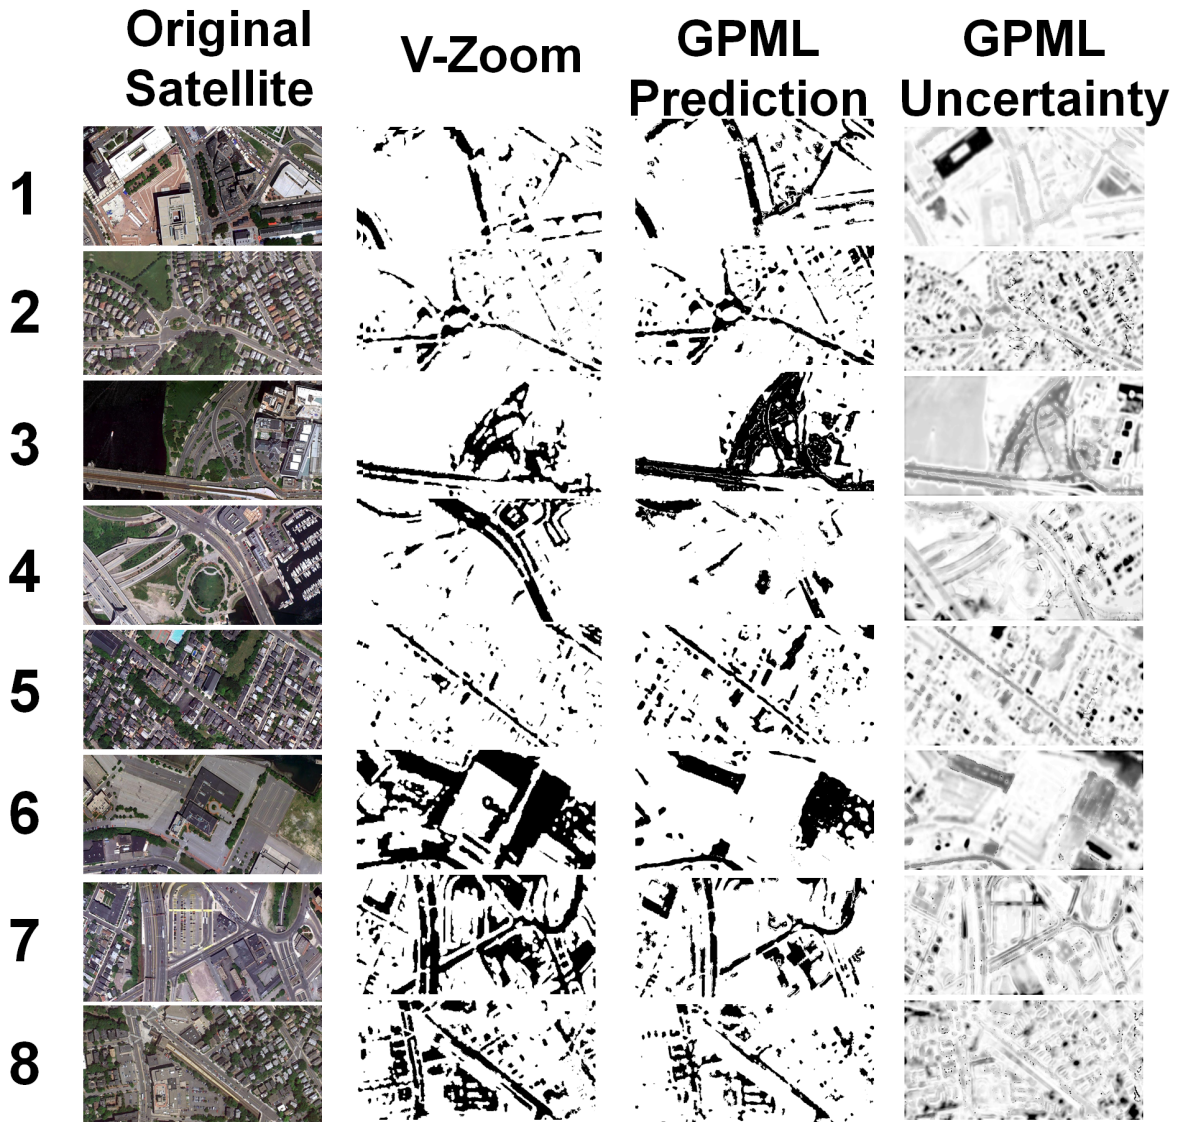 Original
Satellite
V-Zoom
GPML
Prediction
GPML
Uncertainty
1
2
3
4
5
6
7
8